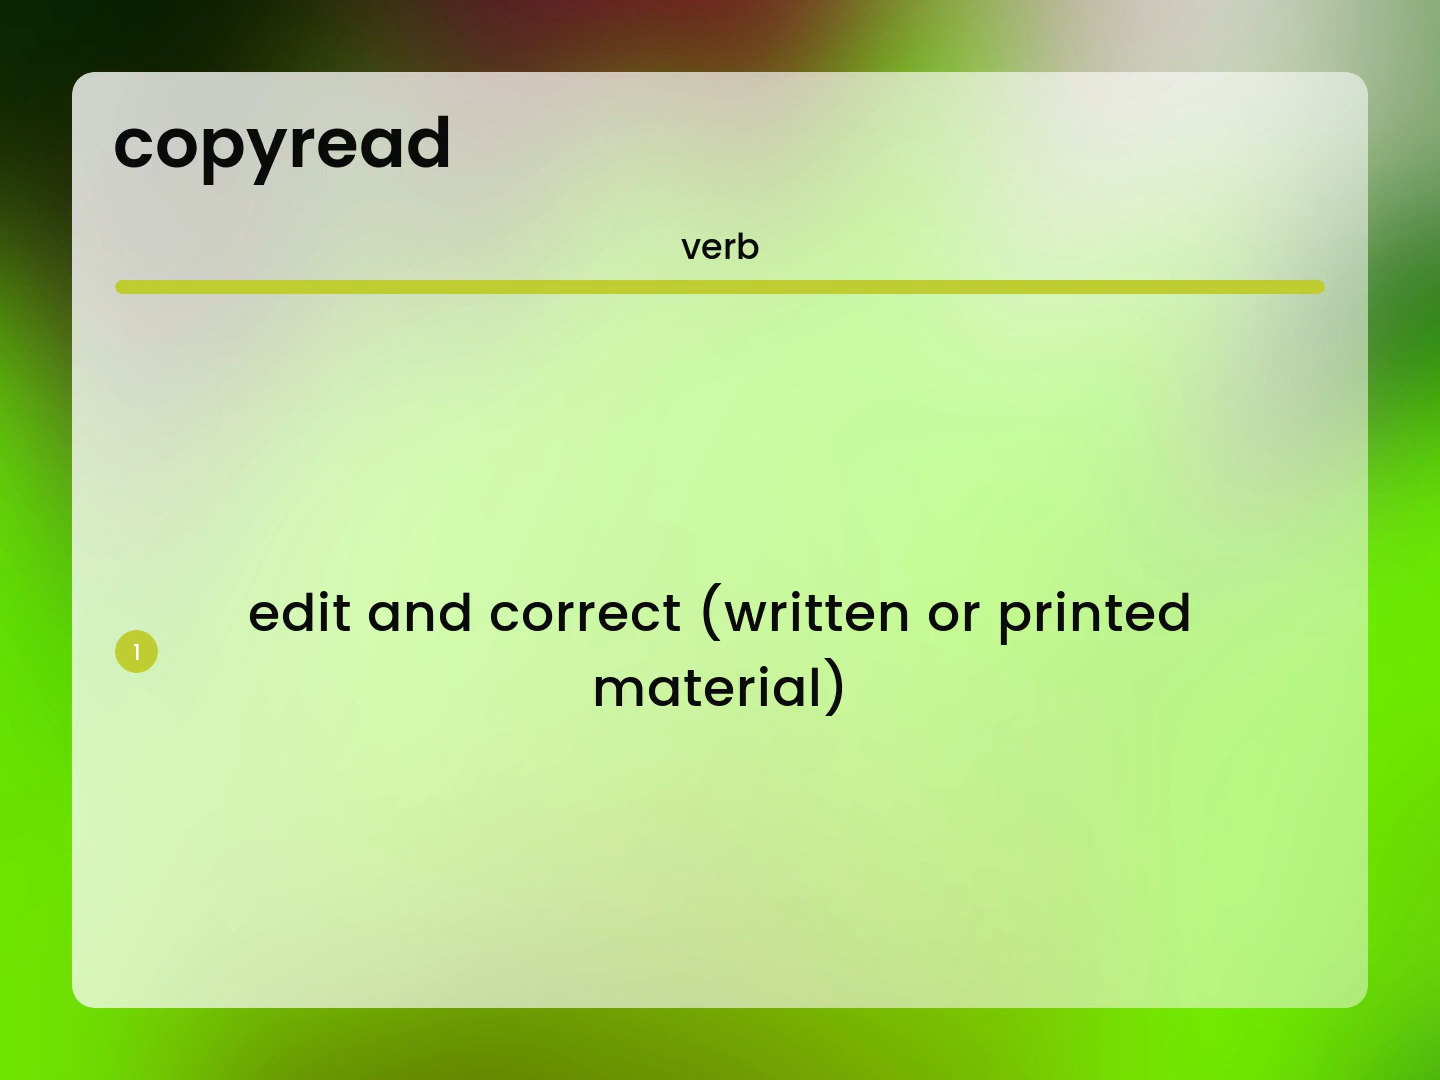 copyread
verb
1
edit and correct (written or printed
material)